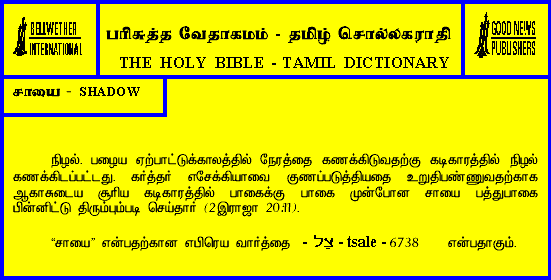 BELLWETHER
INTERNATIONAL
பரிசுத்த வேதாகமம் - தமிழ் சொல்லகராதி
THE HOLY BIBLE - TAMIL DICTIONARY
GOOD NEWS
PUBLISHERS
சாயை - SHADOW
நிழல். பழைய ஏற்பாட்டுக்காலத்தில் நேரத்தை கணக்கிடுவதற்கு கடிகாரத்தில் நிழல்
கணக்கிடப்பட்டது. கர்த்தர் எசேக்கியாவை குணப்படுத்தியதை உறுதிபண்ணுவதற்காக
ஆகாசுடைய சூரிய கடிகாரத்தில் பாகைக்கு பாகை முன்போன சாயை பத்துபாகை
பின்னிட்டு திரும்பும்படி செய்தார் (2இராஜா 20:11).
“சாயை” என்பதற்கான எபிரெய வார்த்தை - צֵל - tsale - 6738 என்பதாகும்.